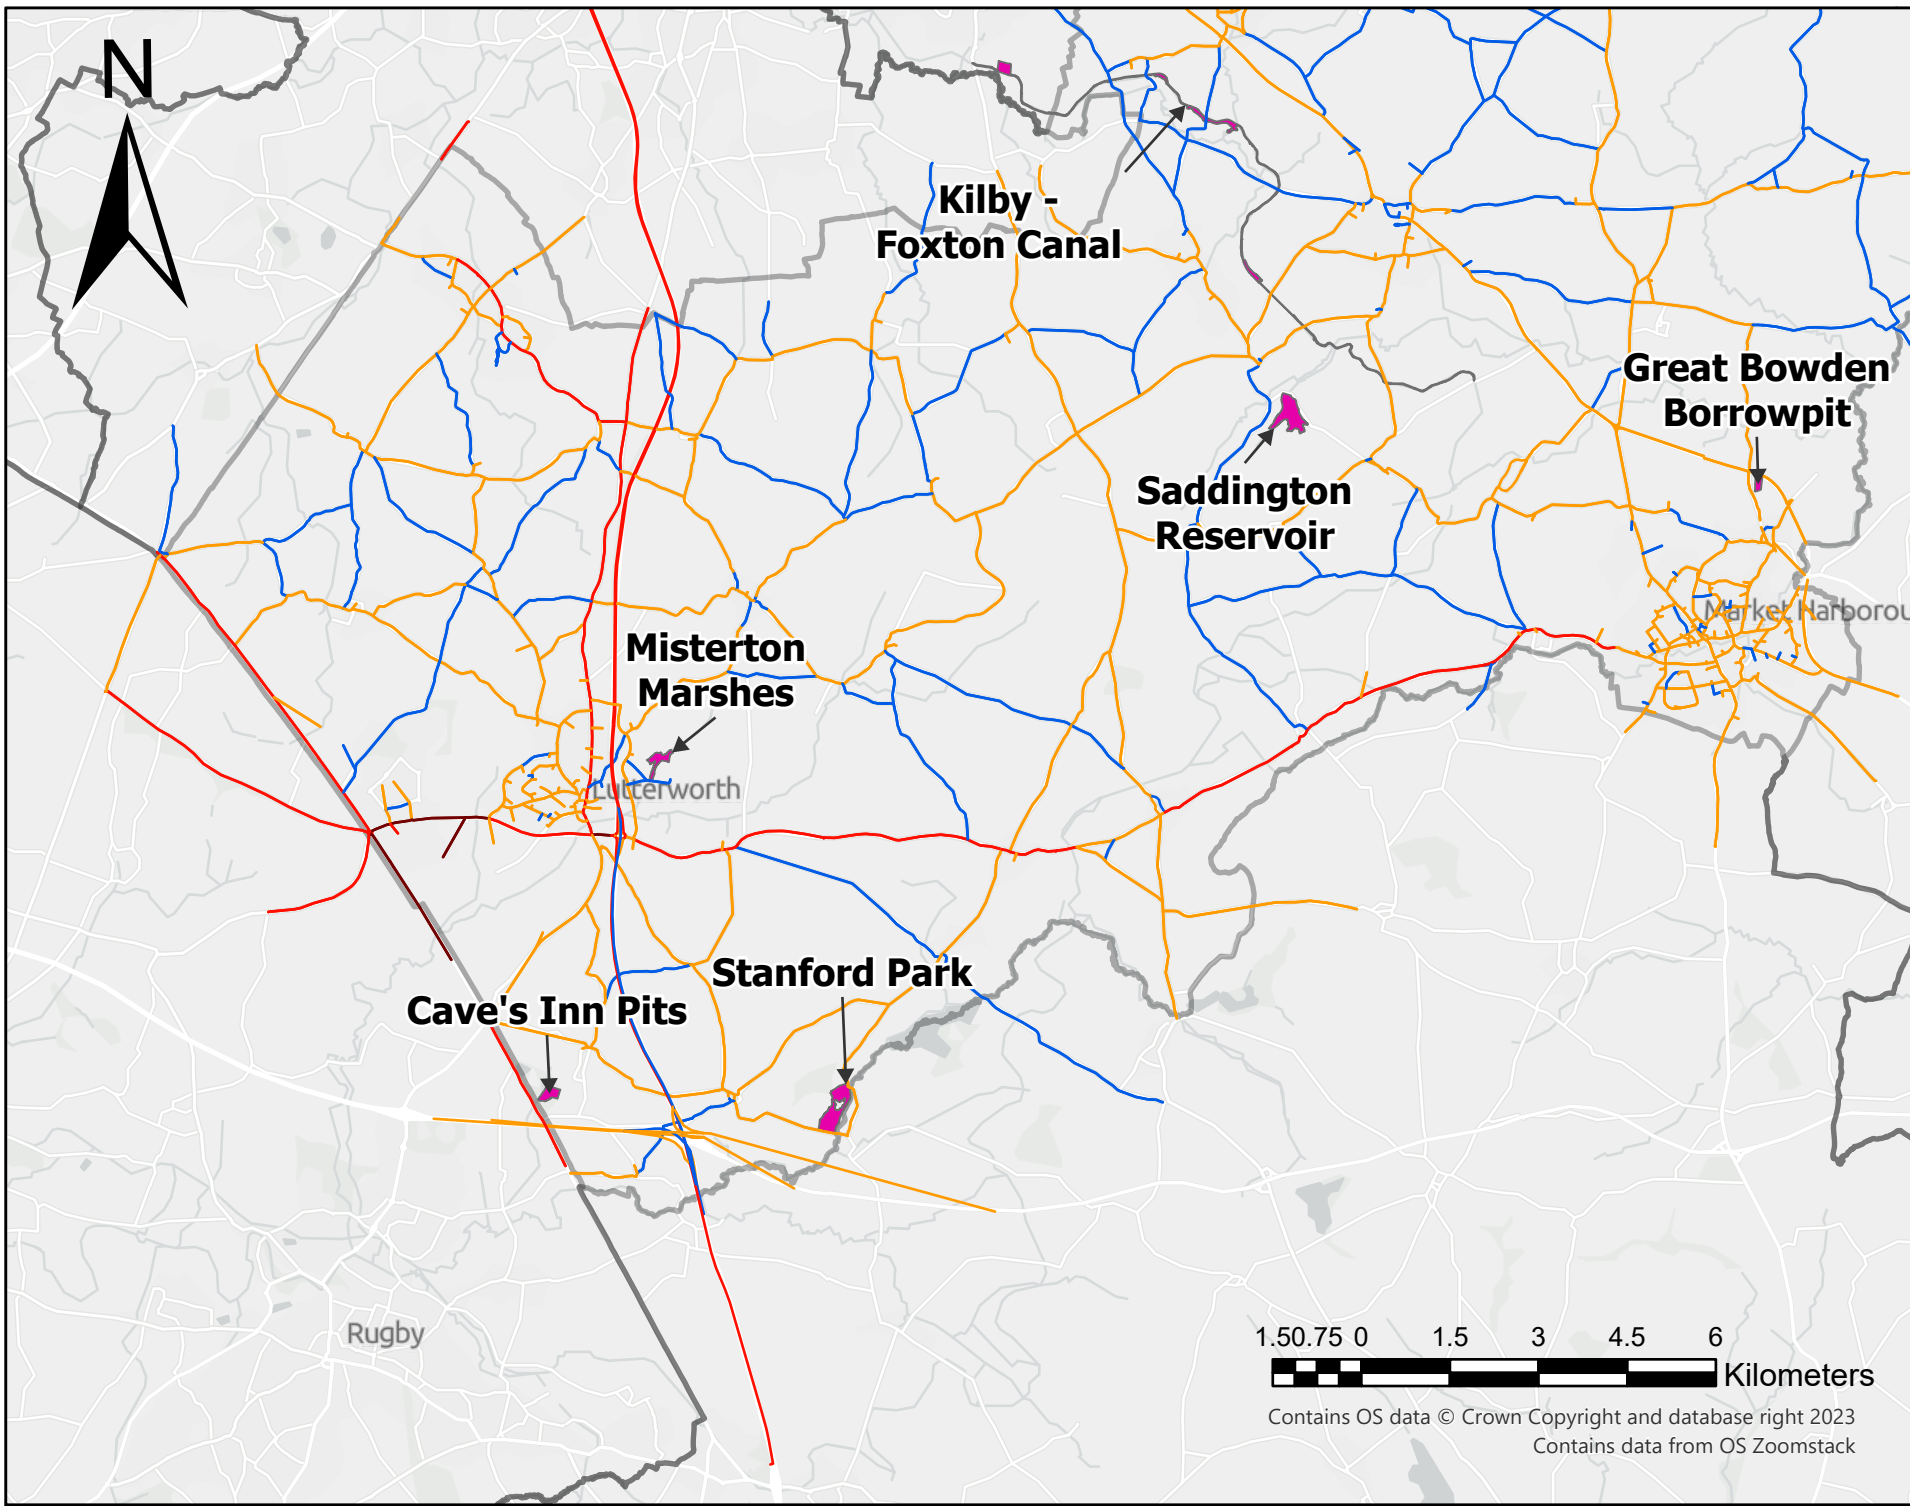 N
Kilby -
Foxton Canal
Great Bowden
Borrowpit
Saddington
Reservoir
Market Harborou
Misterton
Marshes
Lutterworth
Stanford Park
Cave's Inn Pits
Rugby
1.5 0.75 0 1.5 3 4.5 6
Kilometers
Contains OS data © Crown Copyright and database right 2023
Contains data from OS Zoomstack